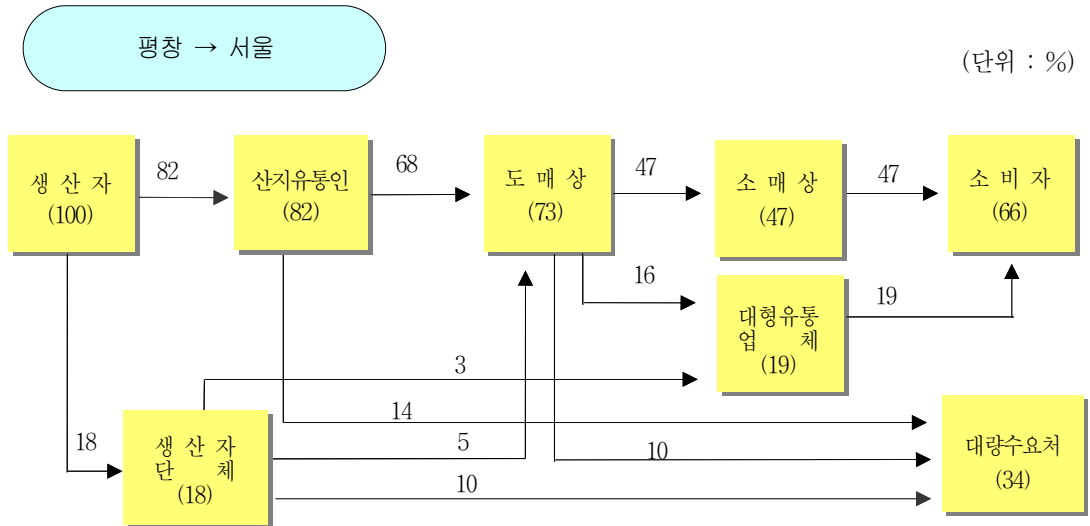 평창 → 서울
(단위 : %)
생 산 자
(100)
82
산지유통인
(82)
68
도 매 상
(73)
47
소 매 상
(47)
47
소 비 자
(66)
16
대형유통
업 체
(19)
19
3
14
18
생 산 자
단 체
(18)
5
10
10
대량수요처
(34)